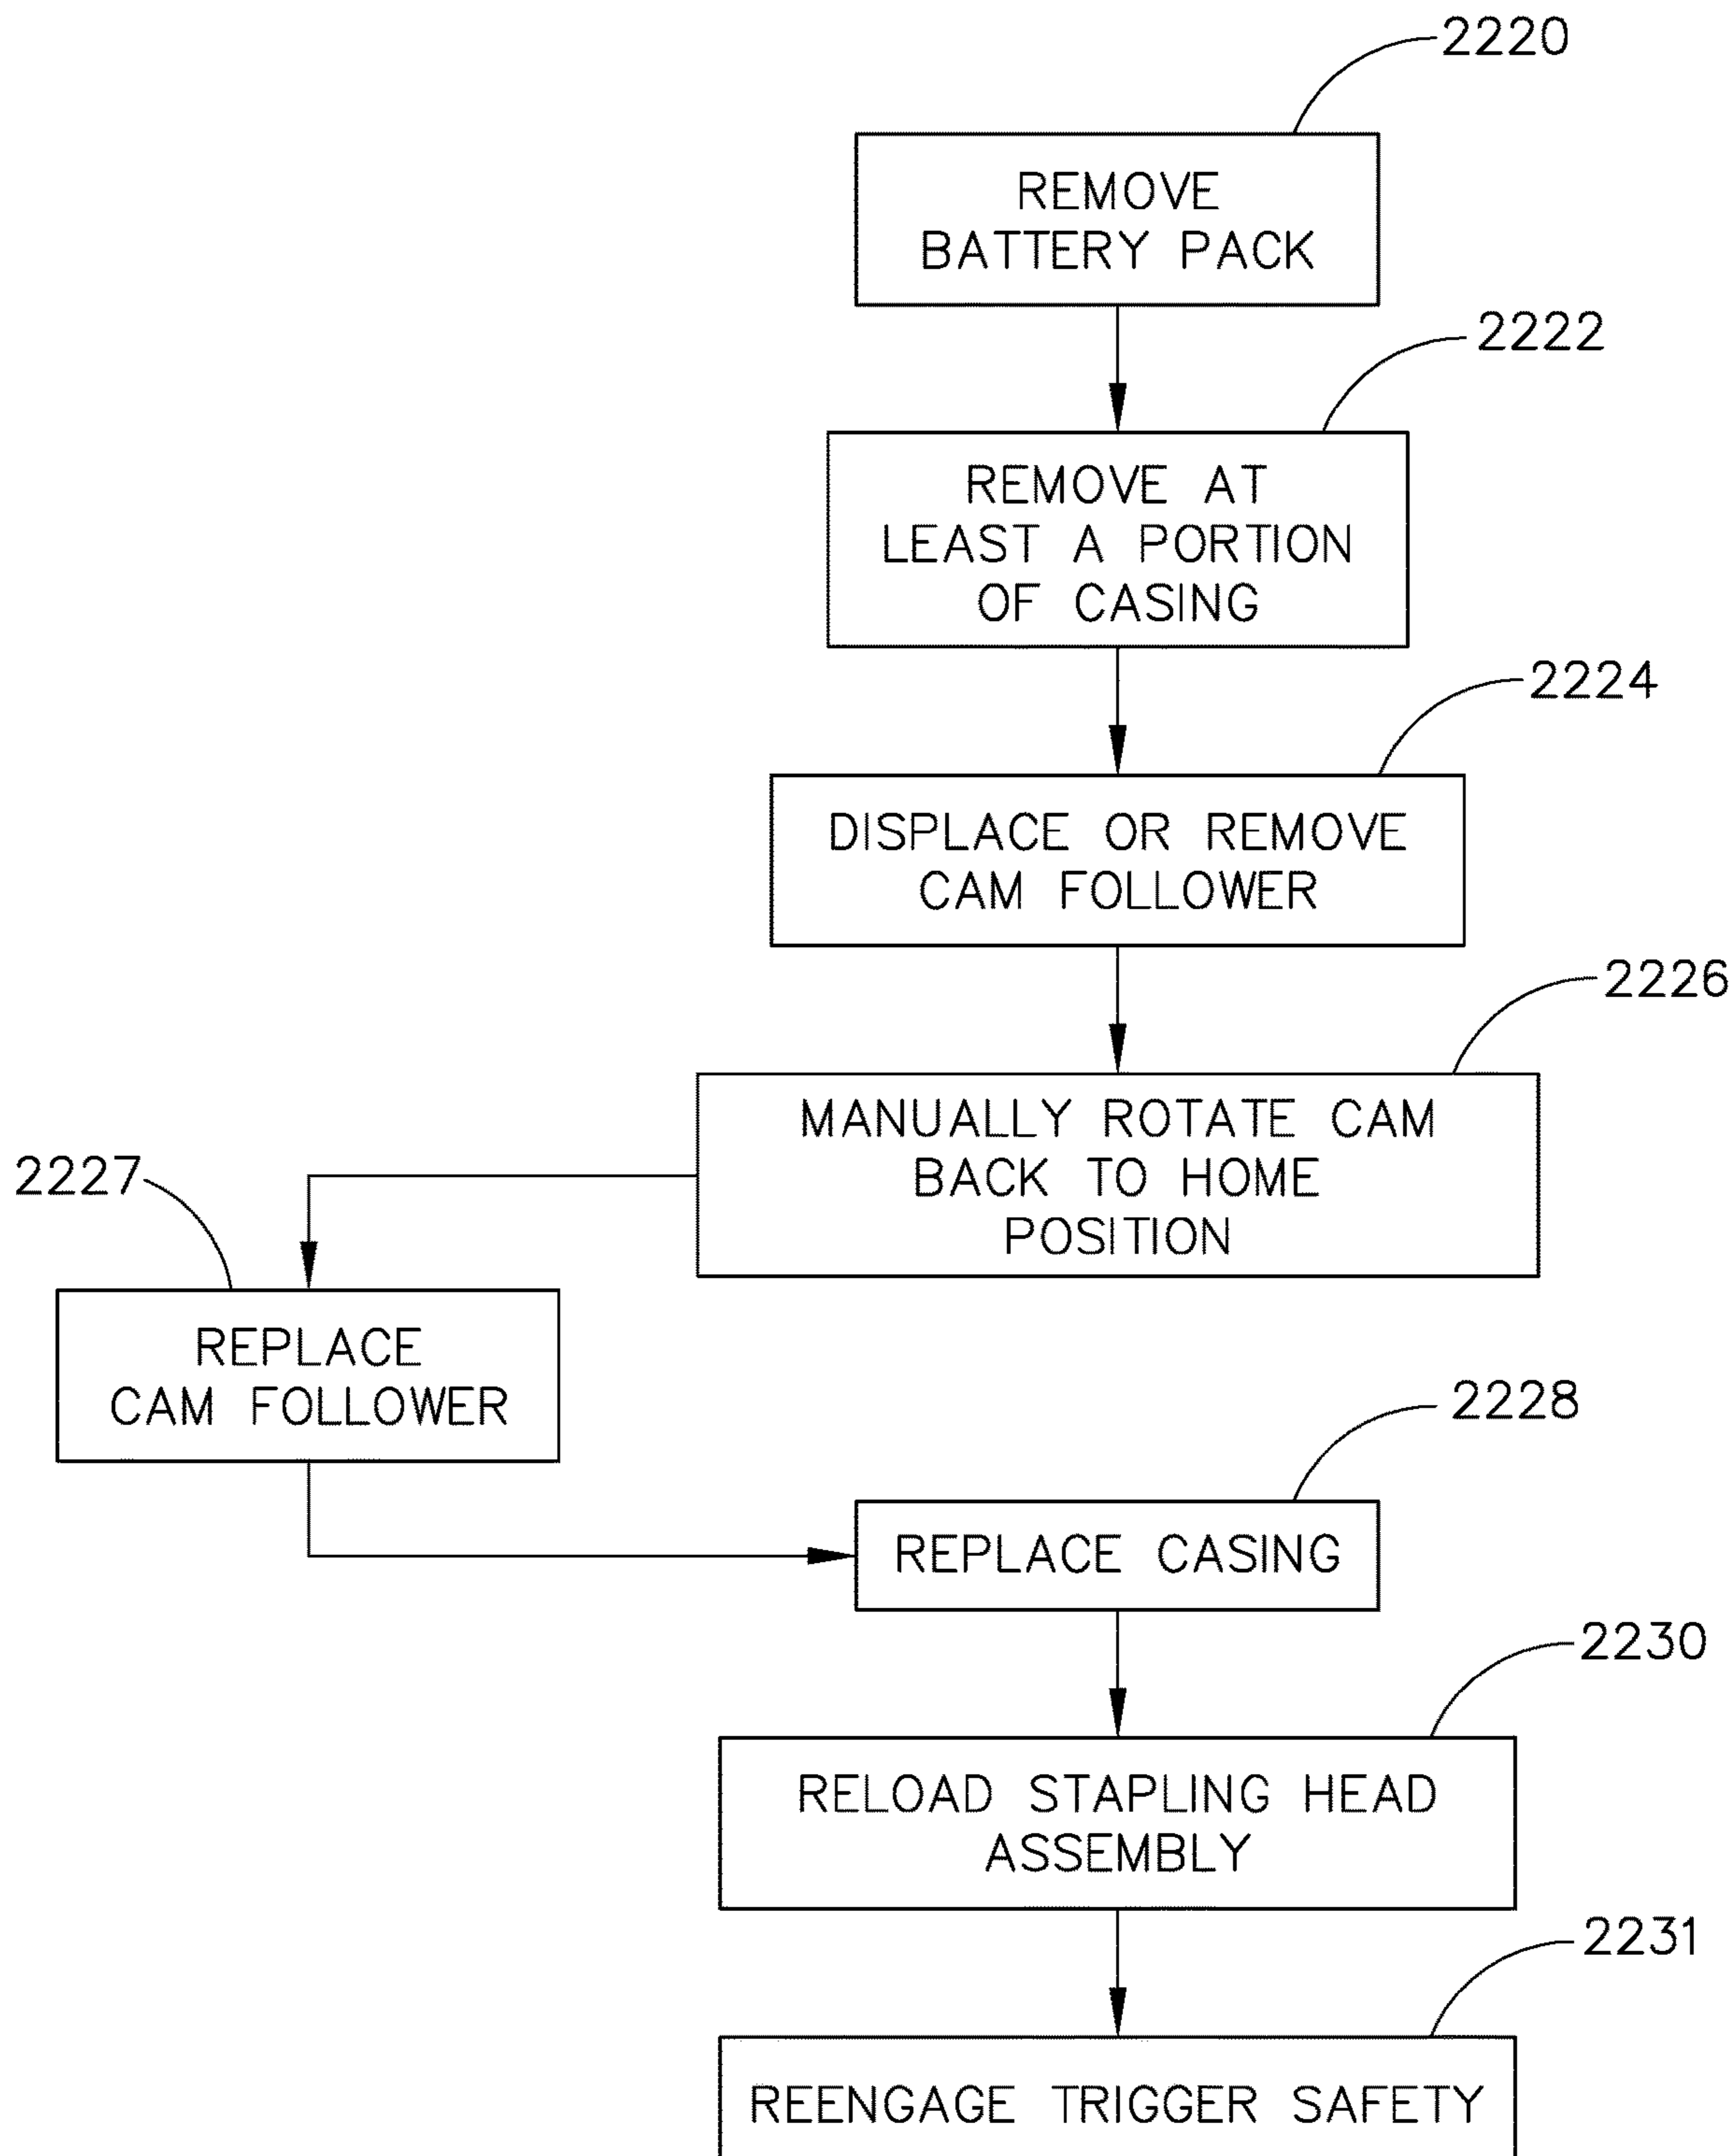 2220
REMOVE
BATTERY PACK
2222
REMOVE AT
LEAST A PORTION
OF CASING
2224
DISPLACE OR REMOVE
CAM FOLLOWER
2226
MANUALLY ROTATE CAM
BACK TO HOME
POSITION
2227
REPLACE
CAM FOLLOWER
2228
REPLACE CASING
2230
RELOAD STAPLING HEAD
ASSEMBLY
2231
REENGAGE TRIGGER SAFETY